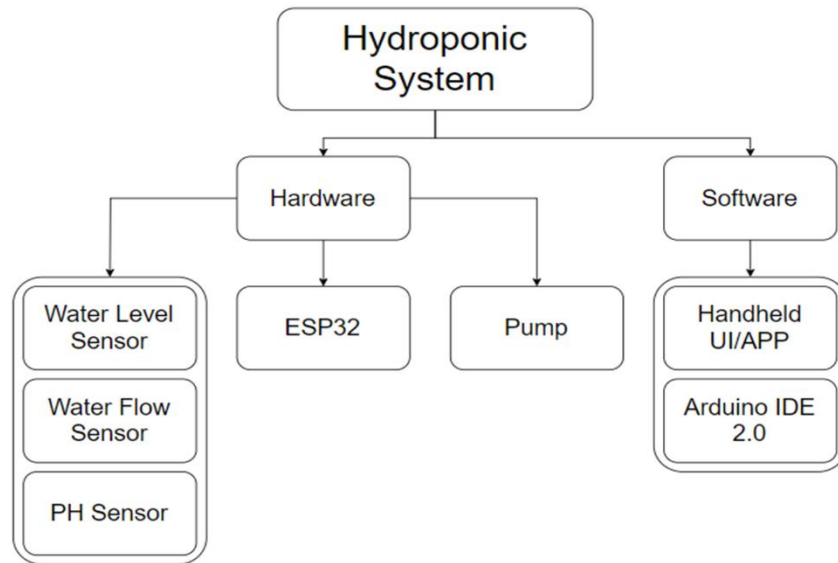 Hydroponic
System
Hardware
Software
Water Level
Sensor
ESP32
Pump
Handheld
UI/APP
Water Flow
Sensor
Arduino IDE
2.0
PH Sensor